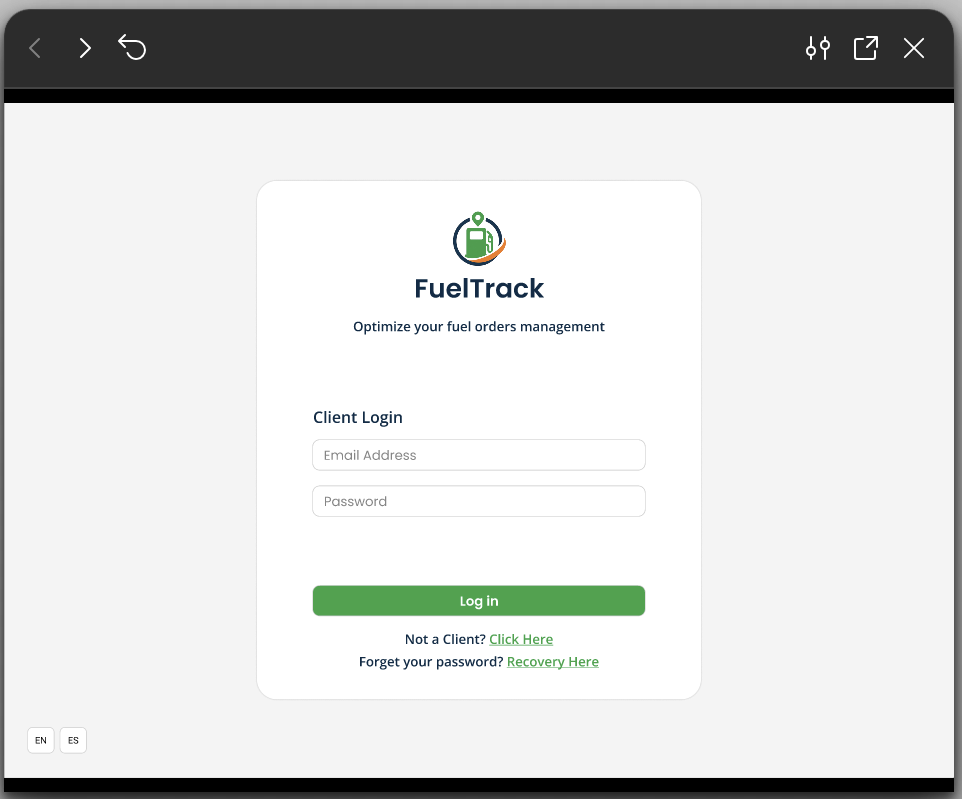 FuelTrack
Optimize your fuel orders management
Client Login
Email Address
Password
Log in
Not a Client? Click Here
Forget your password? Recovery Here
EN ES